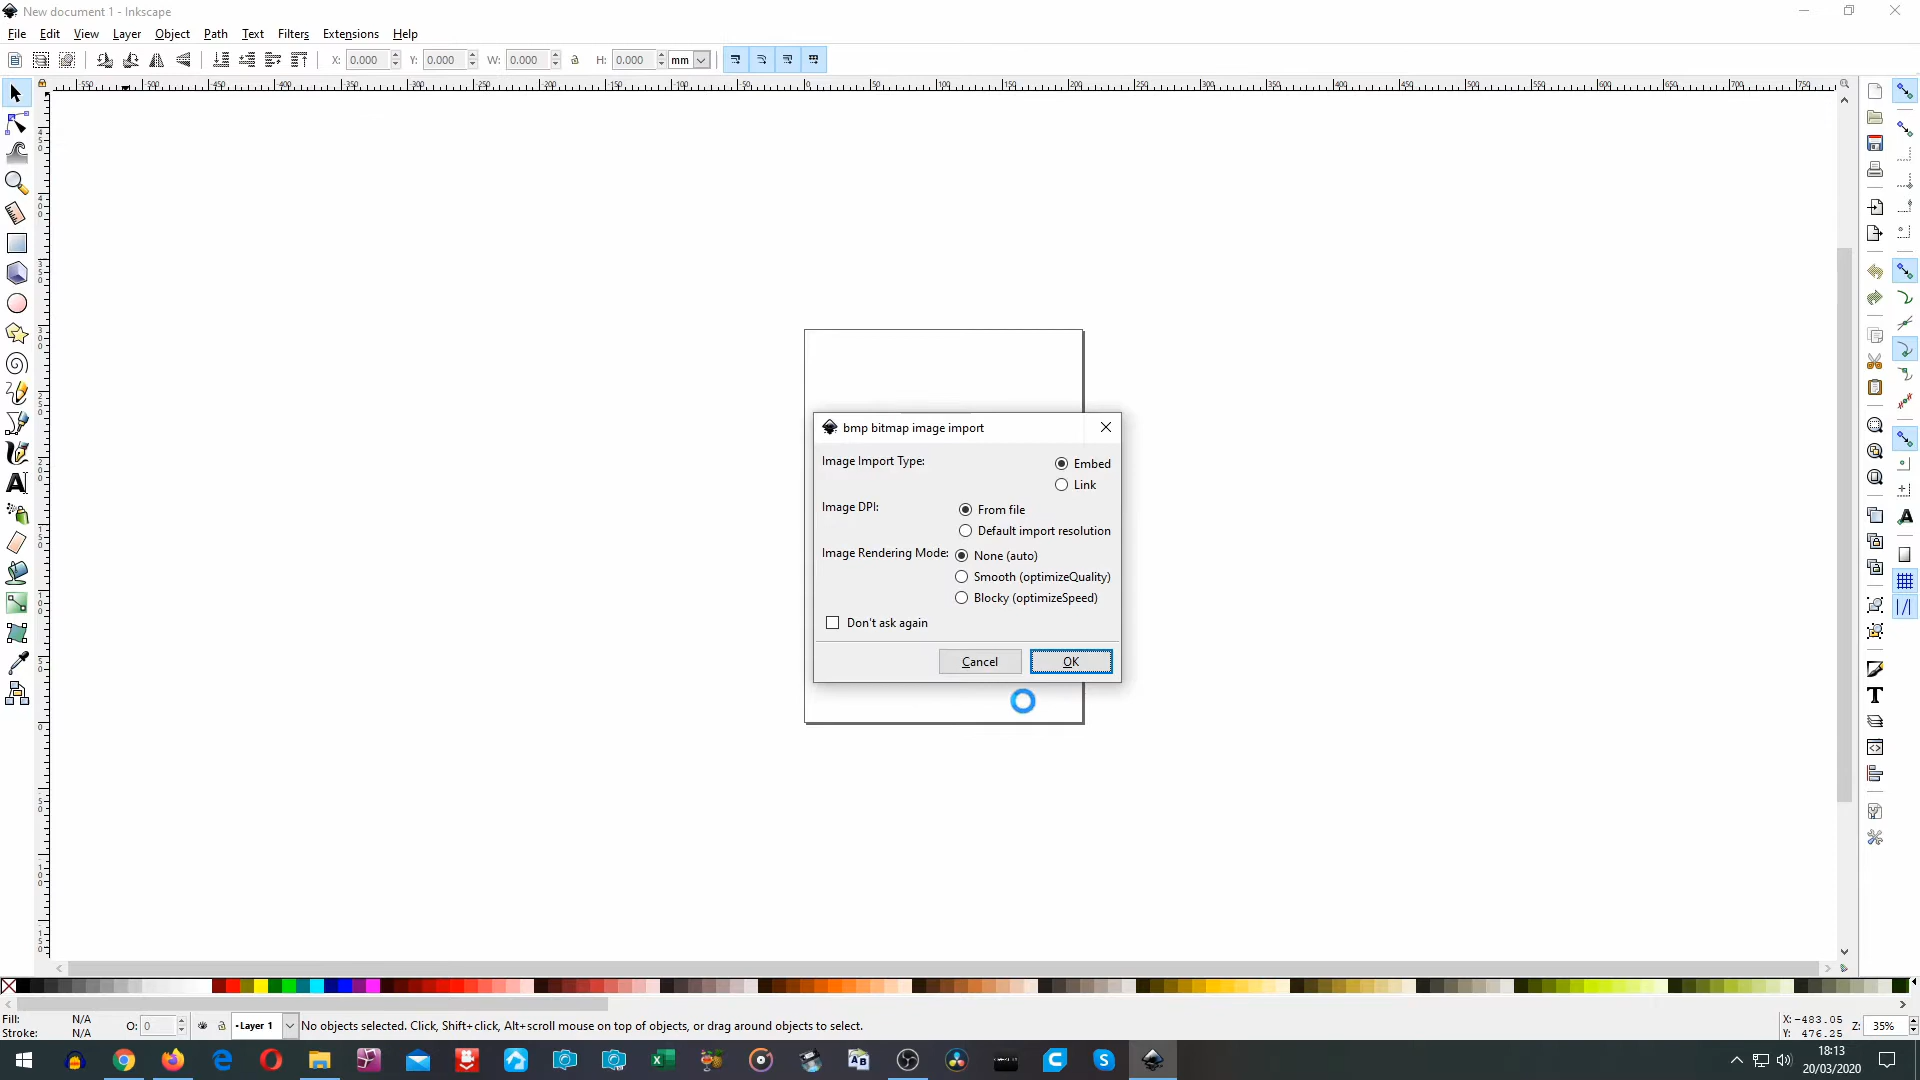 New document 1 - Inkscape
File Edit View Layer Object Path Text Filters Extensions Help
X: 0.000 Y: 0.000 W: 0.000 H: 0.000 mm
bmp bitmap image import
Image Import Type: Embed
Link
Image DPI: From file
Default import resolution
Image Rendering Mode: None (auto)
Smooth (optimizeQuality)
Blocky (optimizeSpeed)
Don't ask again
Cancel OK
Fill: N/A
Stroke: N/A
O: 0 •Layer 1 No objects selected. Click, Shift+click, Alt+scroll mouse on top of objects, or drag around objects to select.
X: -483.05
Y: 476.25
Z: 35%
18:13
20/03/2020